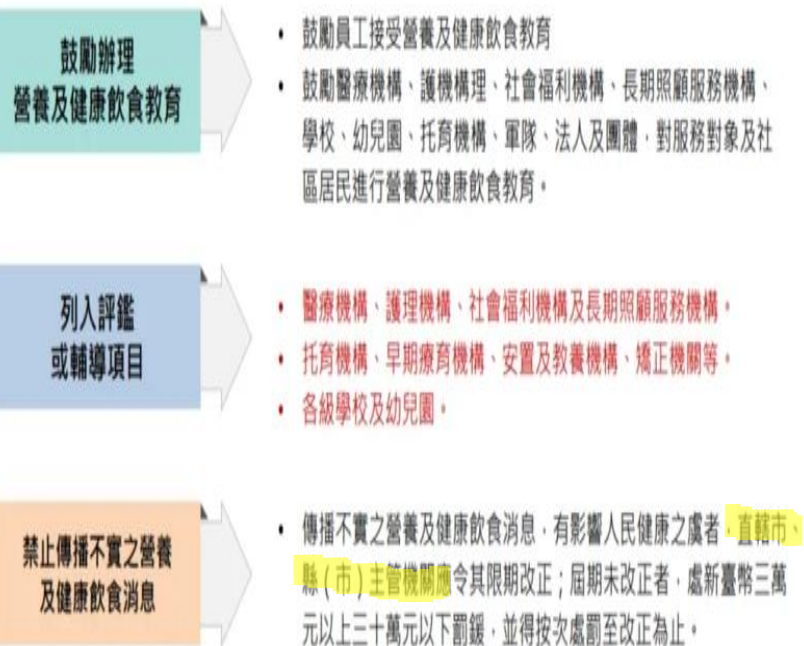 鼓勵辦理
營養及健康飲食教育
• 鼓勵員工接受營養及健康飲食教育
• 鼓勵醫療機構、護機構理、社會福利機構、長期照顧服務機構、
學校、幼兒園、托育機構、軍隊、法人及團體,對服務對象及社
區居民進行營養及健康飲食教育。
列入評鑑
或輔導項目
• 醫療機構、護理機構、社會福利機構及長期照顧服務機構。
• 托育機構、早期療育機構、安置及教養機構、矯正機關等。
• 各級學校及幼兒園。
禁止傳播不實之營養
及健康飲食消息
• 傳播不實之營養及健康飲食消息,有影響人民健康之虞者,直轄市、
縣(市)主管機關應令其限期改正;屆期未改正者,處新臺幣三萬
元以上三十萬元以下罰鍰,並得按次處罰至改正為止。